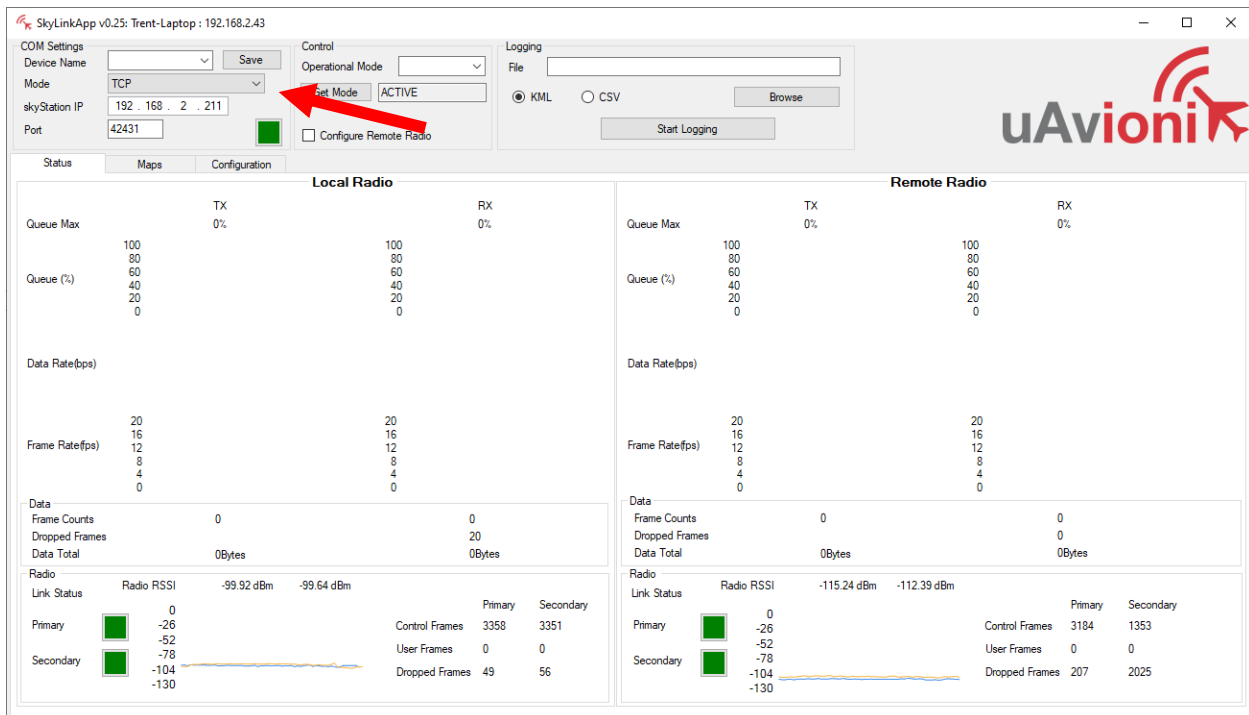 SkyLinkApp v0.25: Trent-Laptop : 192.168.2.43
COM Settings
Device Name
Save
Mode
TCP
skyStation IP
192 . 168 . 2 . 211
Port
42431
Control
Operational Mode
Set Mode
ACTIVE
Configure Remote Radio
Logging
File
KML
CSV
Browse
Start Logging
uAvioni
Status
Maps
Configuration
Local Radio
TX RX
Queue Max 0% 0%
Queue (%)
100 100
80 80
60 60
40 40
20 20
0 0
Data Rate(bps)
Frame Rate(fps)
20 20
16 16
12 12
8 8
4 4
0 0
Data
Frame Counts 0 0
Dropped Frames 20
Data Total 0Bytes 0Bytes
Radio
Link Status
Radio RSSI -99.92 dBm -99.64 dBm
Primary
Secondary
0
-26
-52
-78
-104
-130
Primary Secondary
Control Frames 3358 3351
User Frames 0 0
Dropped Frames 49 56
Remote Radio
TX RX
Queue Max 0% 0%
Queue (%)
100 100
80 80
60 60
40 40
20 20
0 0
Data Rate(bps)
Frame Rate(fps)
20 20
16 16
12 12
8 8
4 4
0 0
Data
Frame Counts 0 0
Dropped Frames 0
Data Total 0Bytes 0Bytes
Radio
Link Status
Radio RSSI -115.24 dBm -112.39 dBm
Primary
Secondary
0
-26
-52
-78
-104
-130
Primary Secondary
Control Frames 3184 1353
User Frames 0 0
Dropped Frames 207 2025